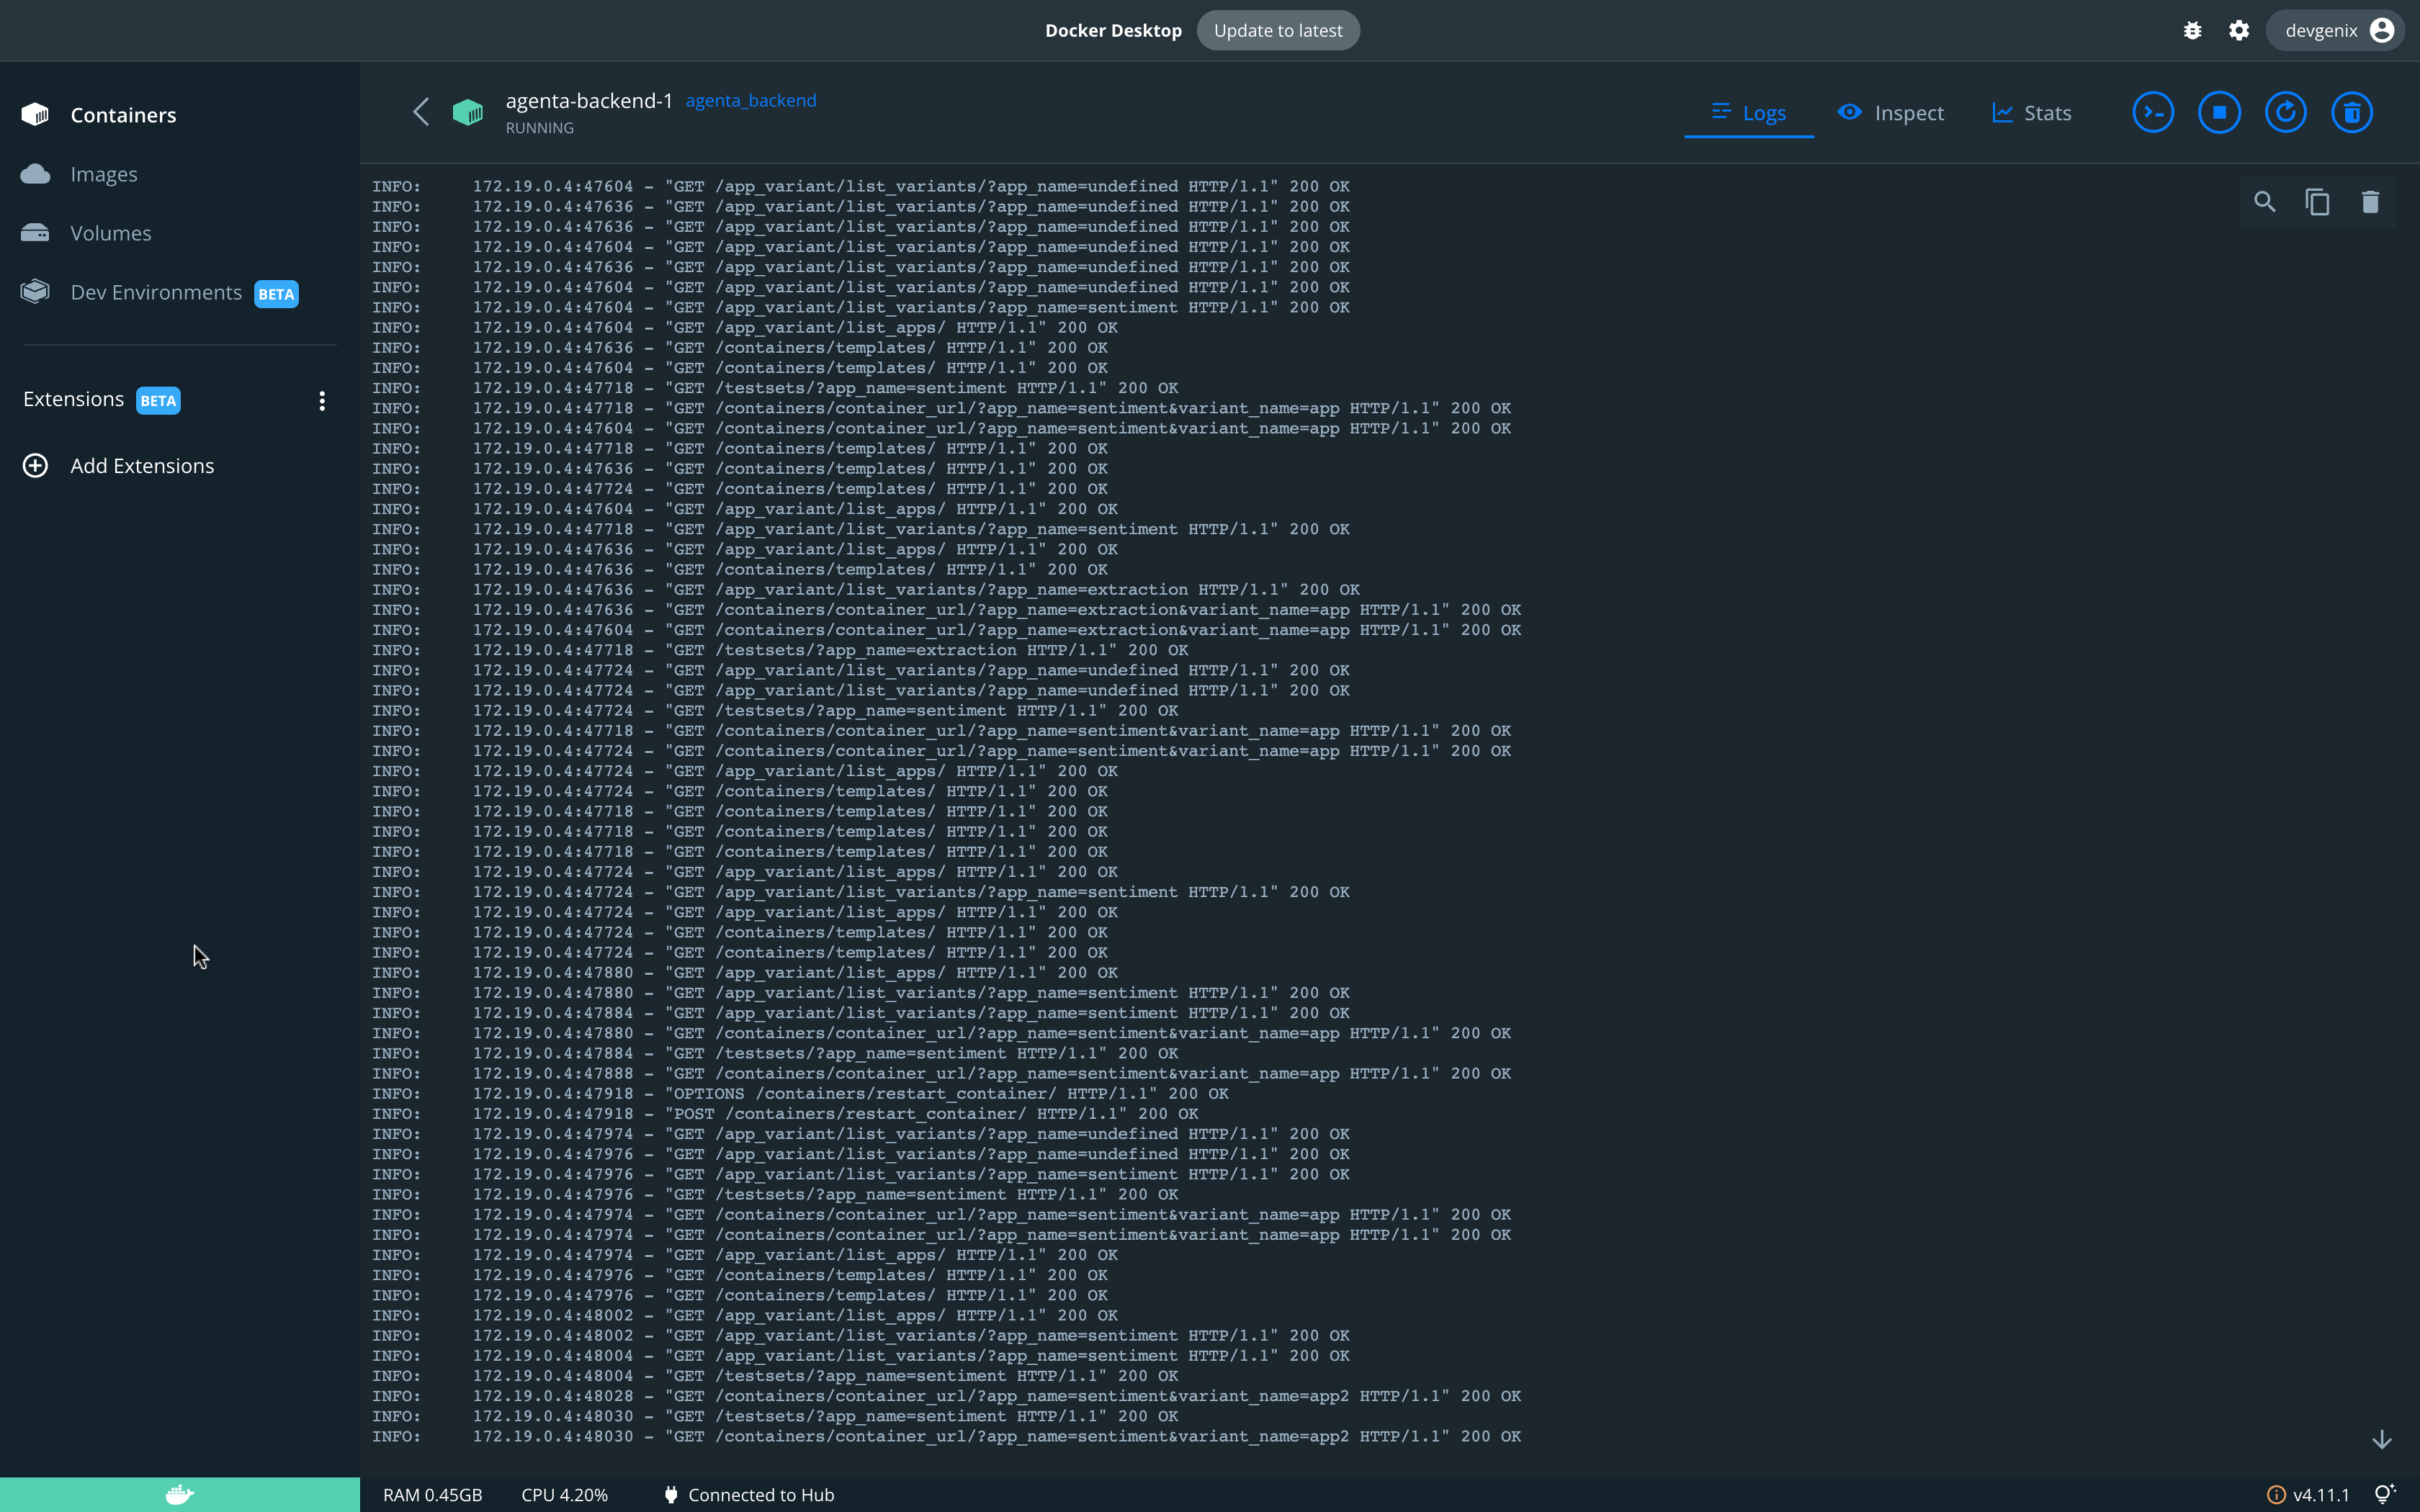 Docker Desktop Update to latest
devgenix
Containers
Images
Volumes
Dev Environments BETA
Extensions BETA
Add Extensions
agenta-backend-1 agenta_backend
RUNNING
Logs Inspect Stats
INFO: 172.19.0.4:47604 - "GET /app_variant/list_variants/?app_name=undefined HTTP/1.1" 200 OK
INFO: 172.19.0.4:47636 - "GET /app_variant/list_variants/?app_name=undefined HTTP/1.1" 200 OK
INFO: 172.19.0.4:47636 - "GET /app_variant/list_variants/?app_name=undefined HTTP/1.1" 200 OK
INFO: 172.19.0.4:47604 - "GET /app_variant/list_variants/?app_name=undefined HTTP/1.1" 200 OK
INFO: 172.19.0.4:47636 - "GET /app_variant/list_variants/?app_name=undefined HTTP/1.1" 200 OK
INFO: 172.19.0.4:47604 - "GET /app_variant/list_variants/?app_name=undefined HTTP/1.1" 200 OK
INFO: 172.19.0.4:47604 - "GET /app_variant/list_variants/?app_name=sentiment HTTP/1.1" 200 OK
INFO: 172.19.0.4:47604 - "GET /app_variant/list_apps/ HTTP/1.1" 200 OK
INFO: 172.19.0.4:47636 - "GET /containers/templates/ HTTP/1.1" 200 OK
INFO: 172.19.0.4:47604 - "GET /containers/templates/ HTTP/1.1" 200 OK
INFO: 172.19.0.4:47718 - "GET /testsets/?app_name=sentiment HTTP/1.1" 200 OK
INFO: 172.19.0.4:47718 - "GET /containers/container_url/?app_name=sentiment&variant_name=app HTTP/1.1" 200 OK
INFO: 172.19.0.4:47604 - "GET /containers/container_url/?app_name=sentiment&variant_name=app HTTP/1.1" 200 OK
INFO: 172.19.0.4:47718 - "GET /containers/templates/ HTTP/1.1" 200 OK
INFO: 172.19.0.4:47636 - "GET /containers/templates/ HTTP/1.1" 200 OK
INFO: 172.19.0.4:47724 - "GET /containers/templates/ HTTP/1.1" 200 OK
INFO: 172.19.0.4:47604 - "GET /app_variant/list_apps/ HTTP/1.1" 200 OK
INFO: 172.19.0.4:47718 - "GET /app_variant/list_variants/?app_name=sentiment HTTP/1.1" 200 OK
INFO: 172.19.0.4:47636 - "GET /app_variant/list_apps/ HTTP/1.1" 200 OK
INFO: 172.19.0.4:47636 - "GET /containers/templates/ HTTP/1.1" 200 OK
INFO: 172.19.0.4:47636 - "GET /app_variant/list_variants/?app_name=extraction HTTP/1.1" 200 OK
INFO: 172.19.0.4:47636 - "GET /containers/container_url/?app_name=extraction&variant_name=app HTTP/1.1" 200 OK
INFO: 172.19.0.4:47604 - "GET /containers/container_url/?app_name=extraction&variant_name=app HTTP/1.1" 200 OK
INFO: 172.19.0.4:47718 - "GET /testsets/?app_name=extraction HTTP/1.1" 200 OK
INFO: 172.19.0.4:47724 - "GET /app_variant/list_variants/?app_name=undefined HTTP/1.1" 200 OK
INFO: 172.19.0.4:47724 - "GET /app_variant/list_variants/?app_name=undefined HTTP/1.1" 200 OK
INFO: 172.19.0.4:47724 - "GET /testsets/?app_name=sentiment HTTP/1.1" 200 OK
INFO: 172.19.0.4:47718 - "GET /containers/container_url/?app_name=sentiment&variant_name=app HTTP/1.1" 200 OK
INFO: 172.19.0.4:47724 - "GET /containers/container_url/?app_name=sentiment&variant_name=app HTTP/1.1" 200 OK
INFO: 172.19.0.4:47724 - "GET /app_variant/list_apps/ HTTP/1.1" 200 OK
INFO: 172.19.0.4:47724 - "GET /containers/templates/ HTTP/1.1" 200 OK
INFO: 172.19.0.4:47718 - "GET /containers/templates/ HTTP/1.1" 200 OK
INFO: 172.19.0.4:47718 - "GET /containers/templates/ HTTP/1.1" 200 OK
INFO: 172.19.0.4:47718 - "GET /containers/templates/ HTTP/1.1" 200 OK
INFO: 172.19.0.4:47724 - "GET /app_variant/list_apps/ HTTP/1.1" 200 OK
INFO: 172.19.0.4:47724 - "GET /app_variant/list_variants/?app_name=sentiment HTTP/1.1" 200 OK
INFO: 172.19.0.4:47724 - "GET /app_variant/list_apps/ HTTP/1.1" 200 OK
INFO: 172.19.0.4:47724 - "GET /containers/templates/ HTTP/1.1" 200 OK
INFO: 172.19.0.4:47724 - "GET /containers/templates/ HTTP/1.1" 200 OK
INFO: 172.19.0.4:47880 - "GET /app_variant/list_apps/ HTTP/1.1" 200 OK
INFO: 172.19.0.4:47880 - "GET /app_variant/list_variants/?app_name=sentiment HTTP/1.1" 200 OK
INFO: 172.19.0.4:47884 - "GET /app_variant/list_variants/?app_name=sentiment HTTP/1.1" 200 OK
INFO: 172.19.0.4:47880 - "GET /containers/container_url/?app_name=sentiment&variant_name=app HTTP/1.1" 200 OK
INFO: 172.19.0.4:47884 - "GET /testsets/?app_name=sentiment HTTP/1.1" 200 OK
INFO: 172.19.0.4:47888 - "GET /containers/container_url/?app_name=sentiment&variant_name=app HTTP/1.1" 200 OK
INFO: 172.19.0.4:47918 - "OPTIONS /containers/restart_container/ HTTP/1.1" 200 OK
INFO: 172.19.0.4:47918 - "POST /containers/restart_container/ HTTP/1.1" 200 OK
INFO: 172.19.0.4:47974 - "GET /app_variant/list_variants/?app_name=undefined HTTP/1.1" 200 OK
INFO: 172.19.0.4:47976 - "GET /app_variant/list_variants/?app_name=undefined HTTP/1.1" 200 OK
INFO: 172.19.0.4:47976 - "GET /app_variant/list_variants/?app_name=sentiment HTTP/1.1" 200 OK
INFO: 172.19.0.4:47976 - "GET /testsets/?app_name=sentiment HTTP/1.1" 200 OK
INFO: 172.19.0.4:47974 - "GET /containers/container_url/?app_name=sentiment&variant_name=app HTTP/1.1" 200 OK
INFO: 172.19.0.4:47974 - "GET /containers/container_url/?app_name=sentiment&variant_name=app HTTP/1.1" 200 OK
INFO: 172.19.0.4:47974 - "GET /app_variant/list_apps/ HTTP/1.1" 200 OK
INFO: 172.19.0.4:47976 - "GET /containers/templates/ HTTP/1.1" 200 OK
INFO: 172.19.0.4:47976 - "GET /containers/templates/ HTTP/1.1" 200 OK
INFO: 172.19.0.4:48002 - "GET /app_variant/list_apps/ HTTP/1.1" 200 OK
INFO: 172.19.0.4:48002 - "GET /app_variant/list_variants/?app_name=sentiment HTTP/1.1" 200 OK
INFO: 172.19.0.4:48004 - "GET /app_variant/list_variants/?app_name=sentiment HTTP/1.1" 200 OK
INFO: 172.19.0.4:48004 - "GET /testsets/?app_name=sentiment HTTP/1.1" 200 OK
INFO: 172.19.0.4:48028 - "GET /containers/container_url/?app_name=sentiment&variant_name=app2 HTTP/1.1" 200 OK
INFO: 172.19.0.4:48030 - "GET /testsets/?app_name=sentiment HTTP/1.1" 200 OK
INFO: 172.19.0.4:48030 - "GET /containers/container_url/?app_name=sentiment&variant_name=app2 HTTP/1.1" 200 OK
RAM 0.45GB CPU 4.20% Connected to Hub v4.11.1